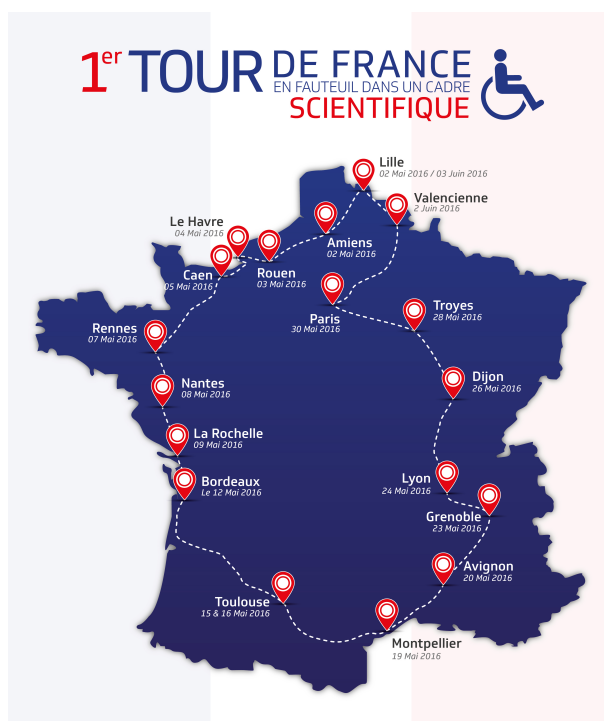 1er TOUR DE FRANCE
EN FAUTEUIL DANS UN CADRE
SCIENTIFIQUE
Lille
02 Mai 2016 / 03 Juin 2016
Valencienne
2 Juin 2016
Le Havre
04 Mai 2016
Amiens
02 Mai 2016
Caen
05 Mai 2016
Rouen
03 Mai 2016
Paris
30 Mai 2016
Troyes
28 Mai 2016
Rennes
07 Mai 2016
Nantes
08 Mai 2016
Dijon
26 Mai 2016
La Rochelle
09 Mai 2016
Bordeaux
Le 12 Mai 2016
Lyon
24 Mai 2016
Grenoble
23 Mai 2016
Avignon
20 Mai 2016
Toulouse
15 & 16 Mai 2016
Montpellier
19 Mai 2016